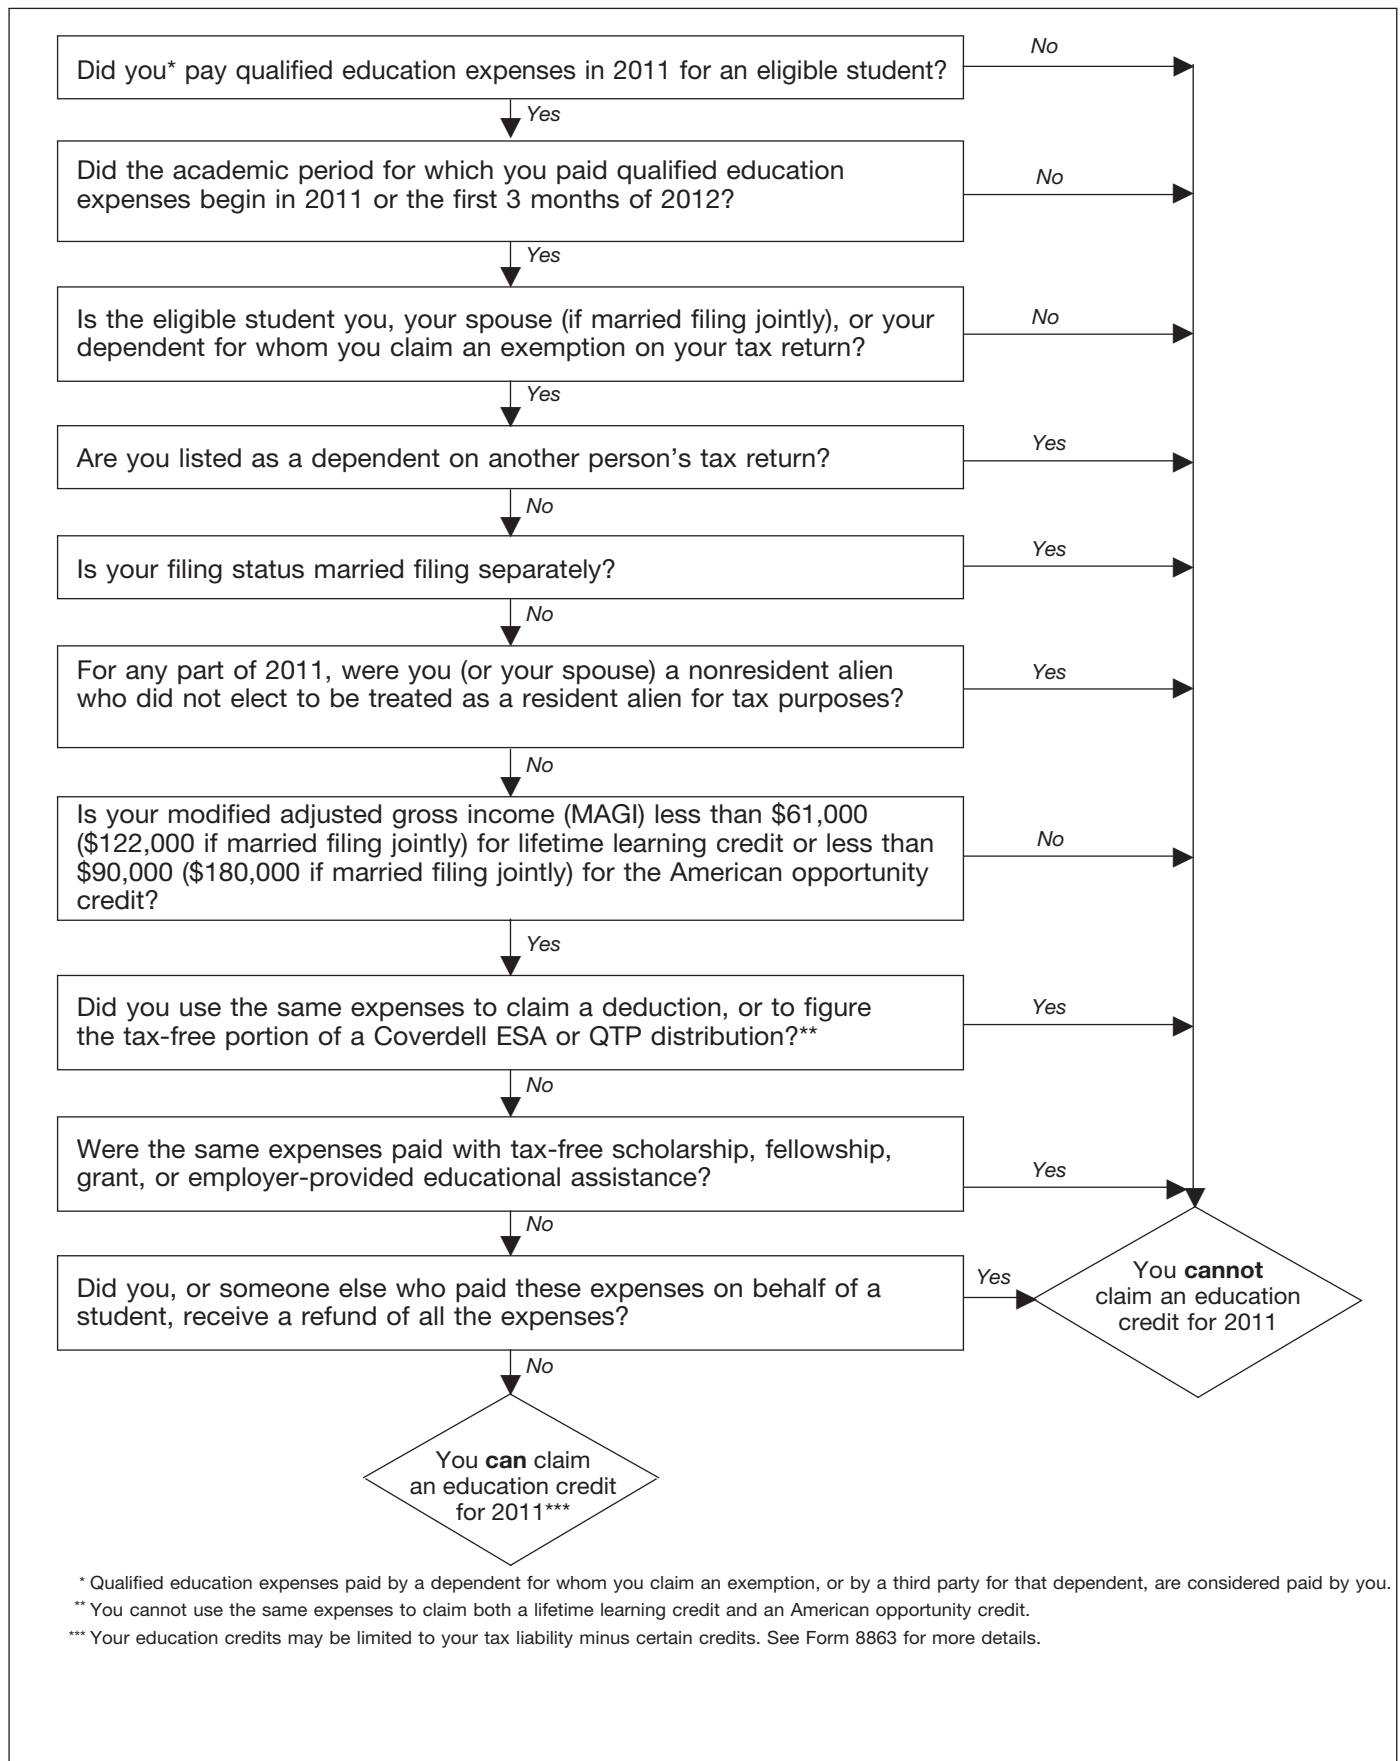 Did you* pay qualified education expenses in 2011 for an eligible student?
No
Yes
Did the academic period for which you paid qualified education
expenses begin in 2011 or the first 3 months of 2012?
No
Yes
Is the eligible student you, your spouse (if married filing jointly), or your
dependent for whom you claim an exemption on your tax return?
No
Yes
Are you listed as a dependent on another person's tax return?
Yes
No
Is your filing status married filing separately?
Yes
No
For any part of 2011, were you (or your spouse) a nonresident alien
who did not elect to be treated as a resident alien for tax purposes?
Yes
No
Is your modified adjusted gross income (MAGI) less than $61,000
($122,000 if married filing jointly) for lifetime learning credit or less than
$90,000 ($180,000 if married filing jointly) for the American opportunity
credit?
No
Yes
Did you use the same expenses to claim a deduction, or to figure
the tax-free portion of a Coverdell ESA or QTP distribution?**
Yes
No
Were the same expenses paid with tax-free scholarship, fellowship,
grant, or employer-provided educational assistance?
Yes
No
Did you, or someone else who paid these expenses on behalf of a
student, receive a refund of all the expenses?
Yes
You cannot
claim an education
credit for 2011
No
You can claim
an education credit
for 2011***
* Qualified education expenses paid by a dependent for whom you claim an exemption, or by a third party for that dependent, are considered paid by you.
** You cannot use the same expenses to claim both a lifetime learning credit and an American opportunity credit.
*** Your education credits may be limited to your tax liability minus certain credits. See Form 8863 for more details.